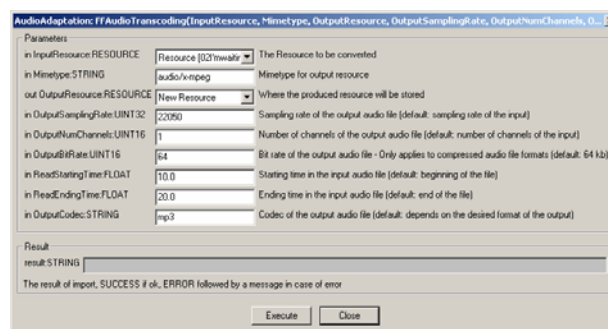 AudioAdaptation: ffAudioTranscoding(InputResource, Mimetype, OutputResource, OutputSamplingRate, OutputNumChannels, O...
Parameters
in InputResource:RESOURCE Resource [02I'mwaitin The Resource to be converted
in Mimetype:STRING audio/x-mpeg Mimetype for output resource
out OutputResource:RESOURCE New Resource Where the produced resource will be stored
in OutputSamplingRate:UINT32 22050 Sampling rate of the output audio file (default: sampling rate of the input)
in OutputNumChannels:UINT16 1 Number of channels of the output audio file (default: number of channels of the input)
in OutputBitRate:UINT16 64 Bit rate of the output audio file - Only applies to compressed audio file formats (default: 64 kb)
in ReadStartingTime:FLOAT 10.0 Starting time in the input audio file (default: beginning of the file)
in ReadEndingTime:FLOAT 20.0 Ending time in the input audio file (default: end of the file)
in OutputCodec:STRING mp3 Codec of the output audio file (default: depends on the desired format of the output)
Result
result:STRING
The result of import, SUCCESS if ok, ERROR followed by a message in case of error
Execute Close